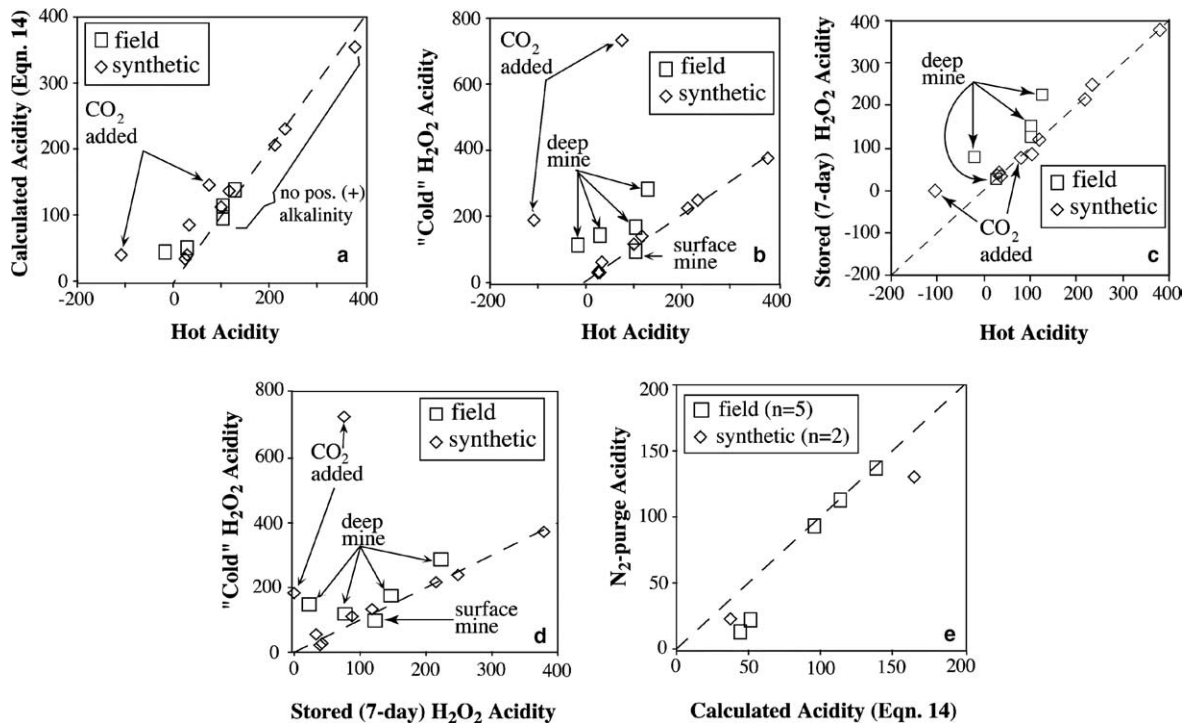 Calculated Acidity (Eqn. 14)
400
300
200
100
0
field
synthetic
CO2
added
no pos. (+)
alkalinity
a
-200 0 200 400
Hot Acidity
"Cold" H2O2 Acidity
800
600
400
200
0
CO2
added
field
synthetic
deep
mine
surface
mine
b
-200 0 200 400
Hot Acidity
Stored (7-day) H2O2 Acidity
400
300
200
100
0
-100
-200
deep
mine
field
synthetic
CO2
added
c
-200 -100 0 100 200 300 400
Hot Acidity
"Cold" H2O2 Acidity
800
600
400
200
0
field
synthetic
CO2
added
deep
mine
surface
mine
d
0 100 200 300 400
Stored (7-day) H2O2 Acidity
N2-purge Acidity
200
150
100
50
0
field (n=5)
synthetic (n=2)
e
0 50 100 150 200
Calculated Acidity (Eqn. 14)